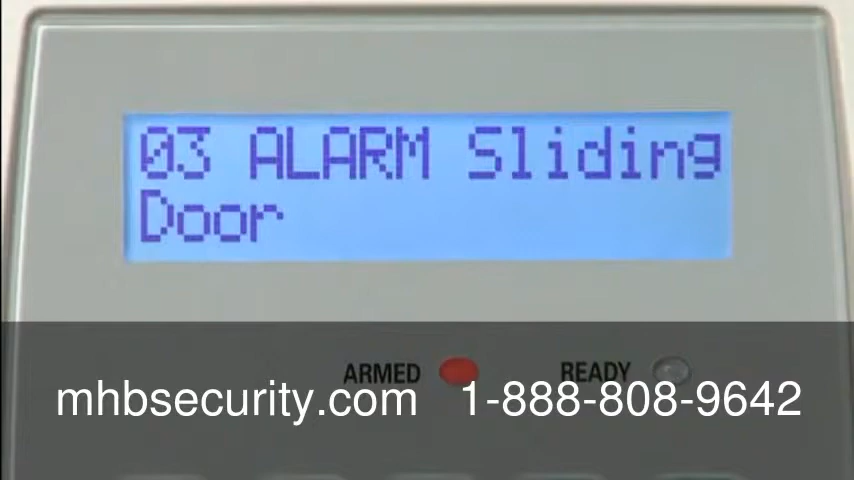 03 ALARM Sliding
Door
ARMED READY
mhbsecurity.com 1-888-808-9642